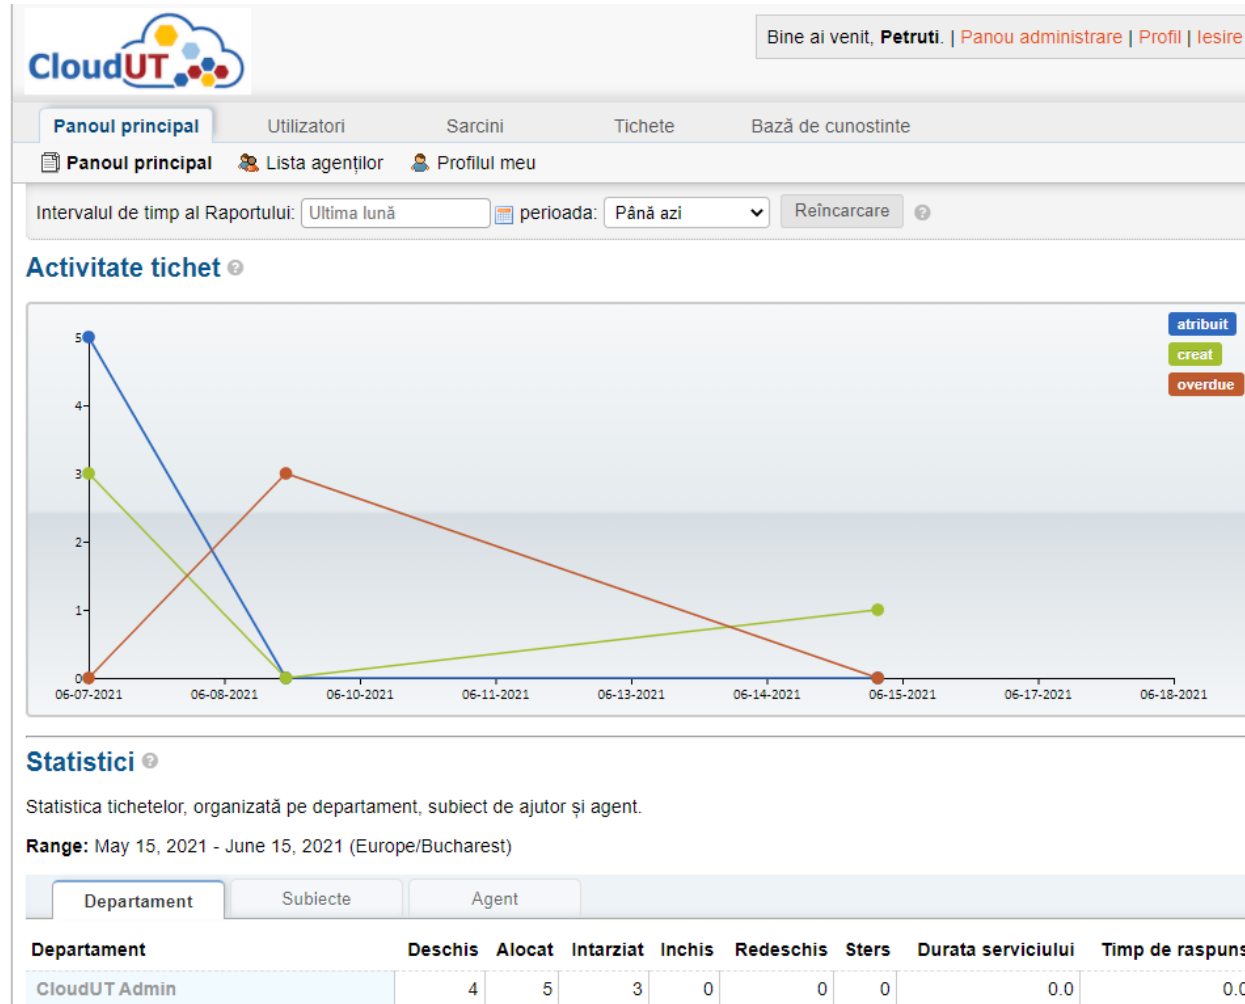 CloudUT
Bine ai venit, Petruti. | Panou administrare | Profil | Iesire
Panoul principal Utilizatori Sarcini Tichete Bază de cunostinte
Panoul principal Lista agenților Profilul meu
Intervalul de timp al Raportului: Ultima lună perioada: Până azi Reîncarcare
Activitate tichet
atribuit
creat
overdue
5
4
3
2
1
0
06-07-2021 06-08-2021 06-10-2021 06-11-2021 06-13-2021 06-14-2021 06-15-2021 06-17-2021 06-18-2021
Statistici
Statistica tichetelor, organizată pe departament, subiect de ajutor și agent.
Range: May 15, 2021 - June 15, 2021 (Europe/Bucharest)
Departament Subiecte Agent
Departament Deschis Alocat Intarziat Inchis Redeschis Sters Durata serviciului Timp de raspuns
CloudUT Admin 4 5 3 0 0 0 0.0 0.0